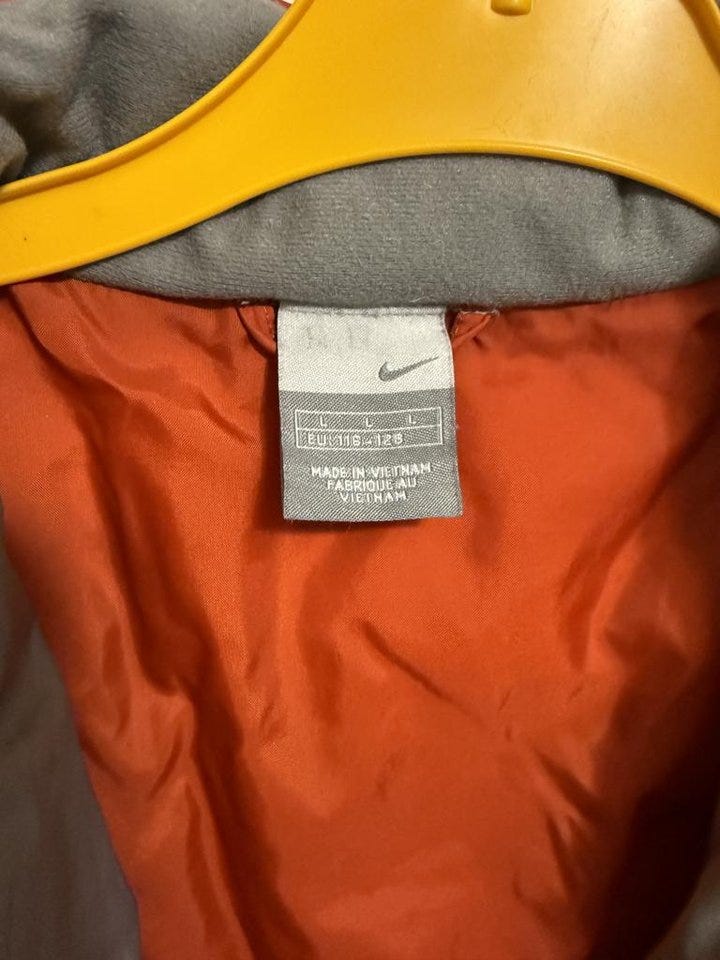 L L L
EU:116-128
MADE IN VIETNAM
FABRIQUE AU
VIETNAM